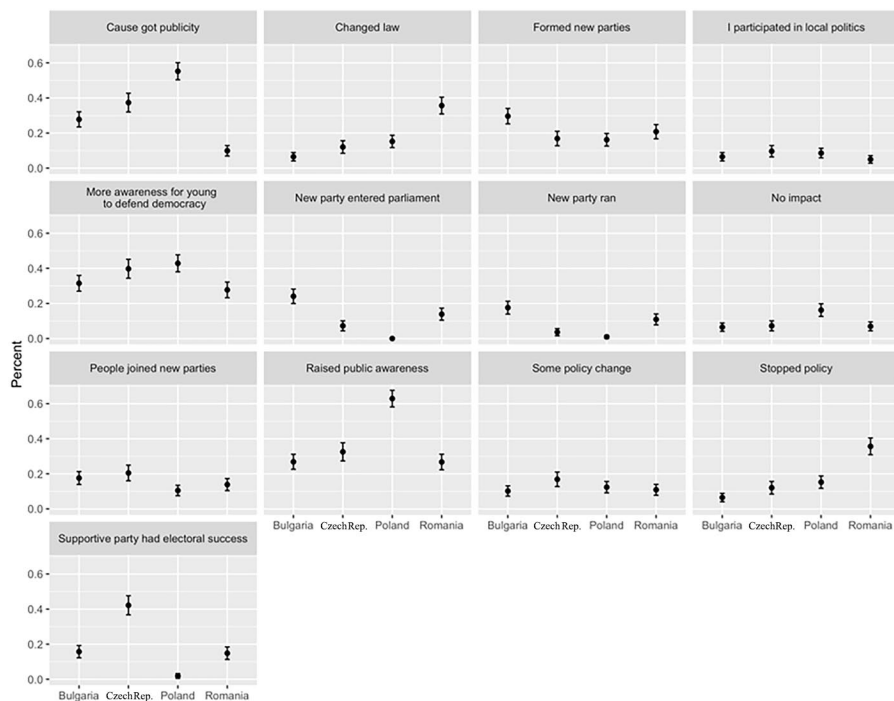 Cause got publicity
Changed law
Formed new parties
I participated in local politics
0.6
0.4
0.2
0.0
More awareness for young
to defend democracy
New party entered parliament
New party ran
No impact
0.6
0.4
0.2
0.0
Percent
People joined new parties
Raised public awareness
Some policy change
Stopped policy
0.6
0.4
0.2
0.0
Bulgaria CzechRep. Poland Romania
Bulgaria CzechRep. Poland Romania
Bulgaria CzechRep. Poland Romania
Supportive party had electoral success
0.6
0.4
0.2
0.0
Bulgaria CzechRep. Poland Romania